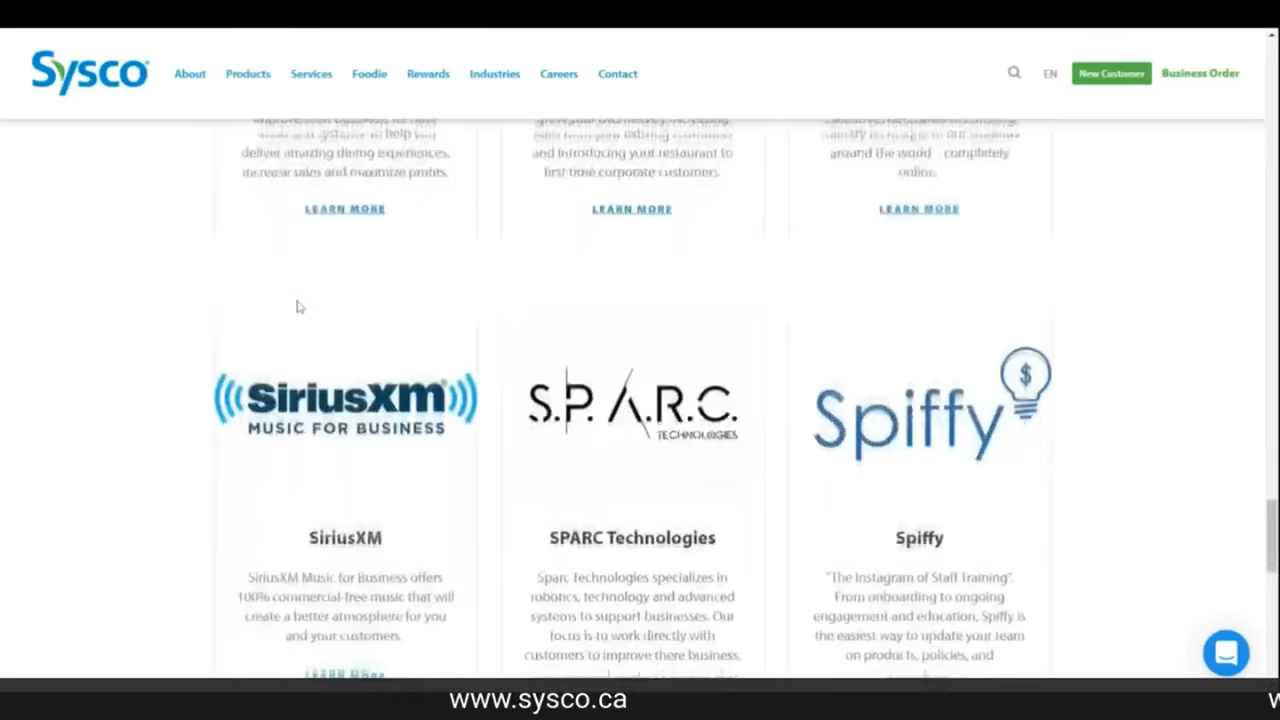 Sysco
About Products Services Foodie Rewards Industries Careers Contact EN New Customer Business Order
deliver amazing dining experiences,
increase sales and maximize profits.
LEARN MORE
and introducing your restaurant to
first-time corporate customers.
LEARN MORE
around the world completely
online.
LEARN MORE
SiriusXM
MUSIC FOR BUSINESS
SiriusXM
SiriusXM Music for Business offers
100% commercial-free music that will
create a better atmosphere for you
and your customers
LEARN MORE
S.P.A.R.C.
TECHNOLOGIES
SPARC Technologies
Sparc Technologies specializes in
robotics, technology and advanced
systems to support businesses. Our
focus is to work directly with
customers to improve there business,
$
Spiffy
Spiffy
"The Instagram of Staff Training".
From onboarding to ongoing
engagement and education, Spiffy is
the easiest way to update your team
on products, policies, and
www.sysco.ca
w